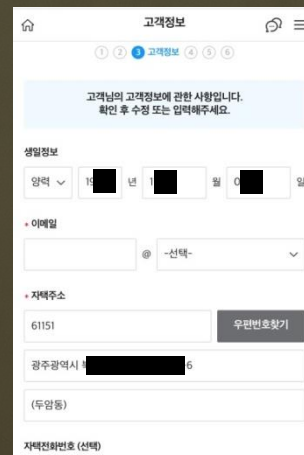 고객정보
1 2 3 고객정보 4 5 6
고객님의 고객정보에 관한 사항입니다.
확인 후 수정 또는 입력해주세요.
생일정보
양력 19 년 1 월 0 일
• 이메일
@ -선택-
• 자택주소
61151 우편번호찾기
광주광역시 6
(두암동)
자택전화번호 (선택)